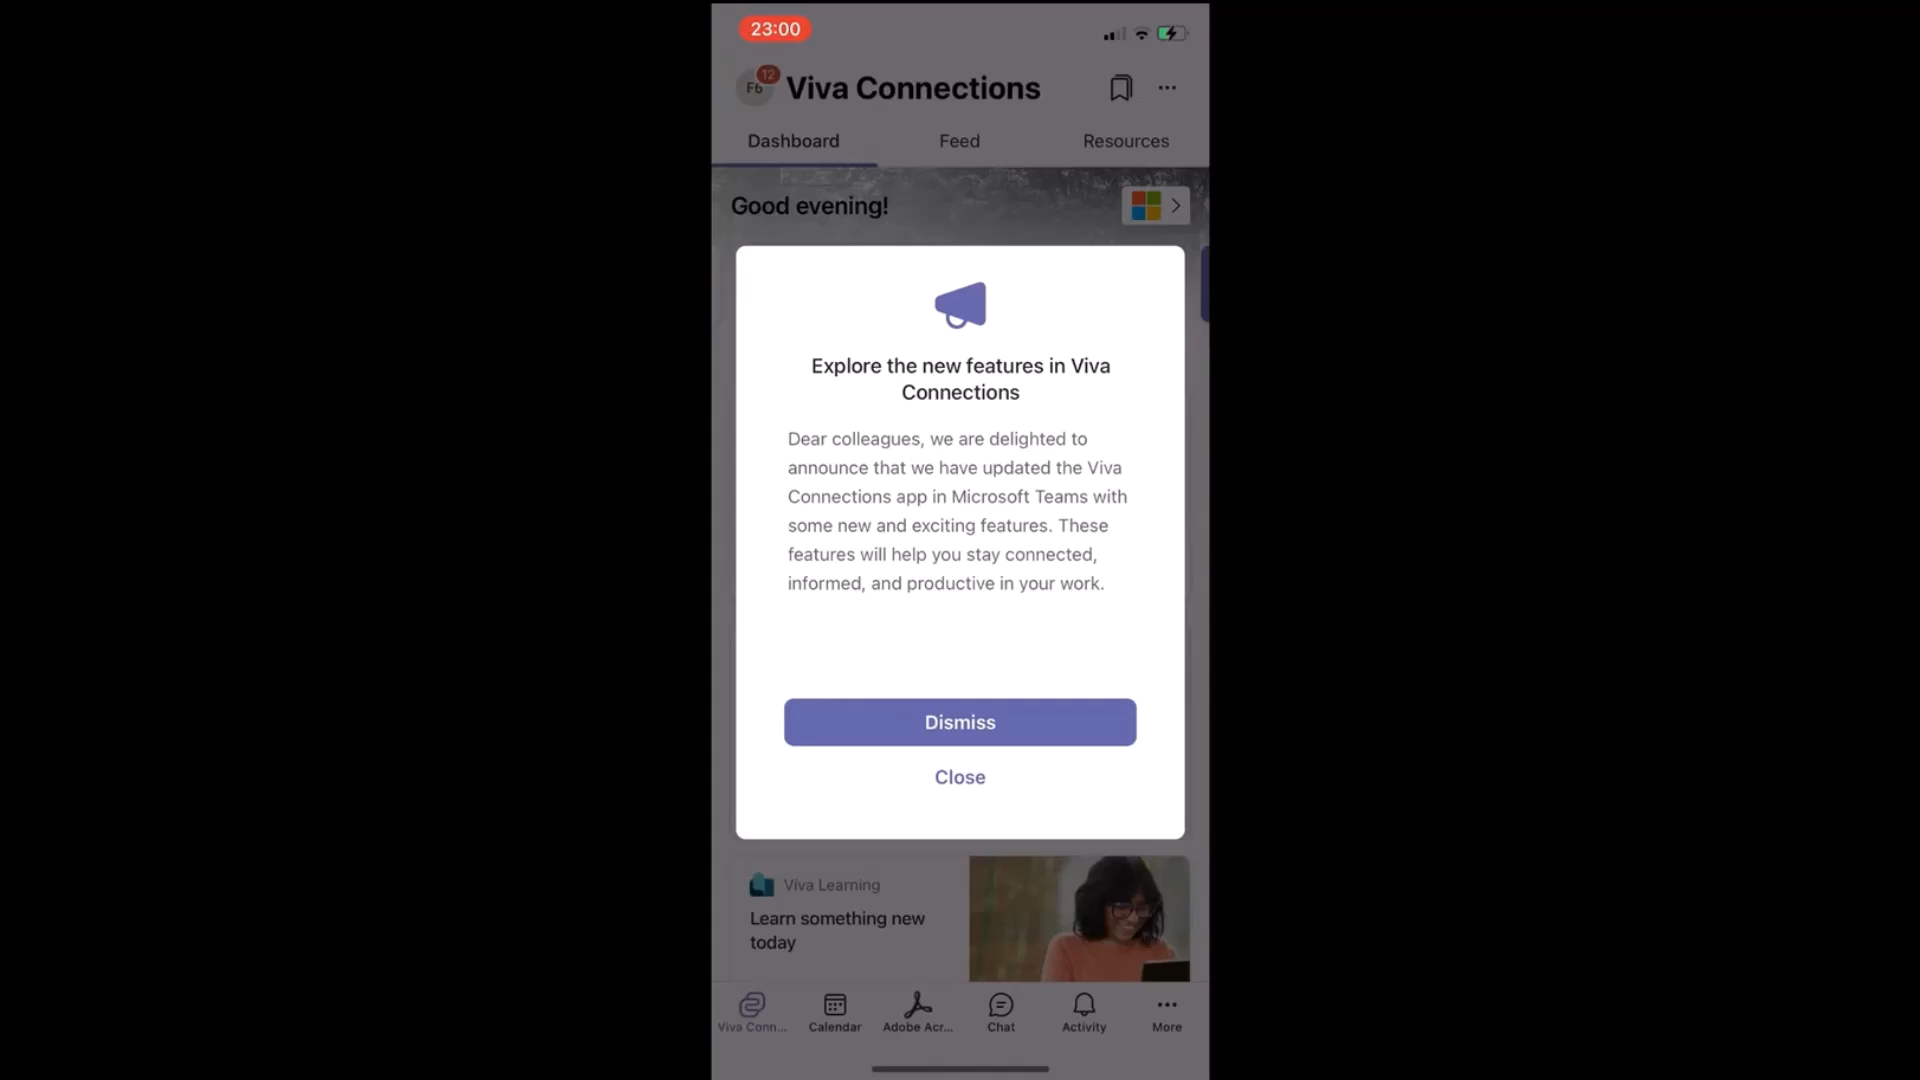 23:00
F6
12
Viva Connections
Dashboard
Feed
Resources
Good evening!
Explore the new features in Viva
Connections
Dear colleagues, we are delighted to
announce that we have updated the Viva
Connections app in Microsoft Teams with
some new and exciting features. These
features will help you stay connected,
informed, and productive in your work.
Dismiss
Close
Viva Learning
Learn something new
today
Viva Conn...
Calendar
Adobe Acr...
Chat
Activity
More